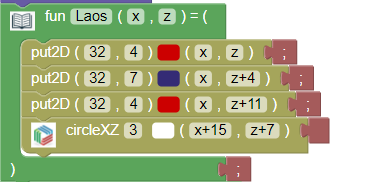 fun Laos ( x , z ) = (
put2D ( 32 , 4 ) ( x , z ) ;
put2D ( 32 , 7 ) ( x , z+4 ) ;
put2D ( 32 , 4 ) ( x , z+11 ) ;
circleXZ 3 ( x+15 , z+7 ) ;
) ;